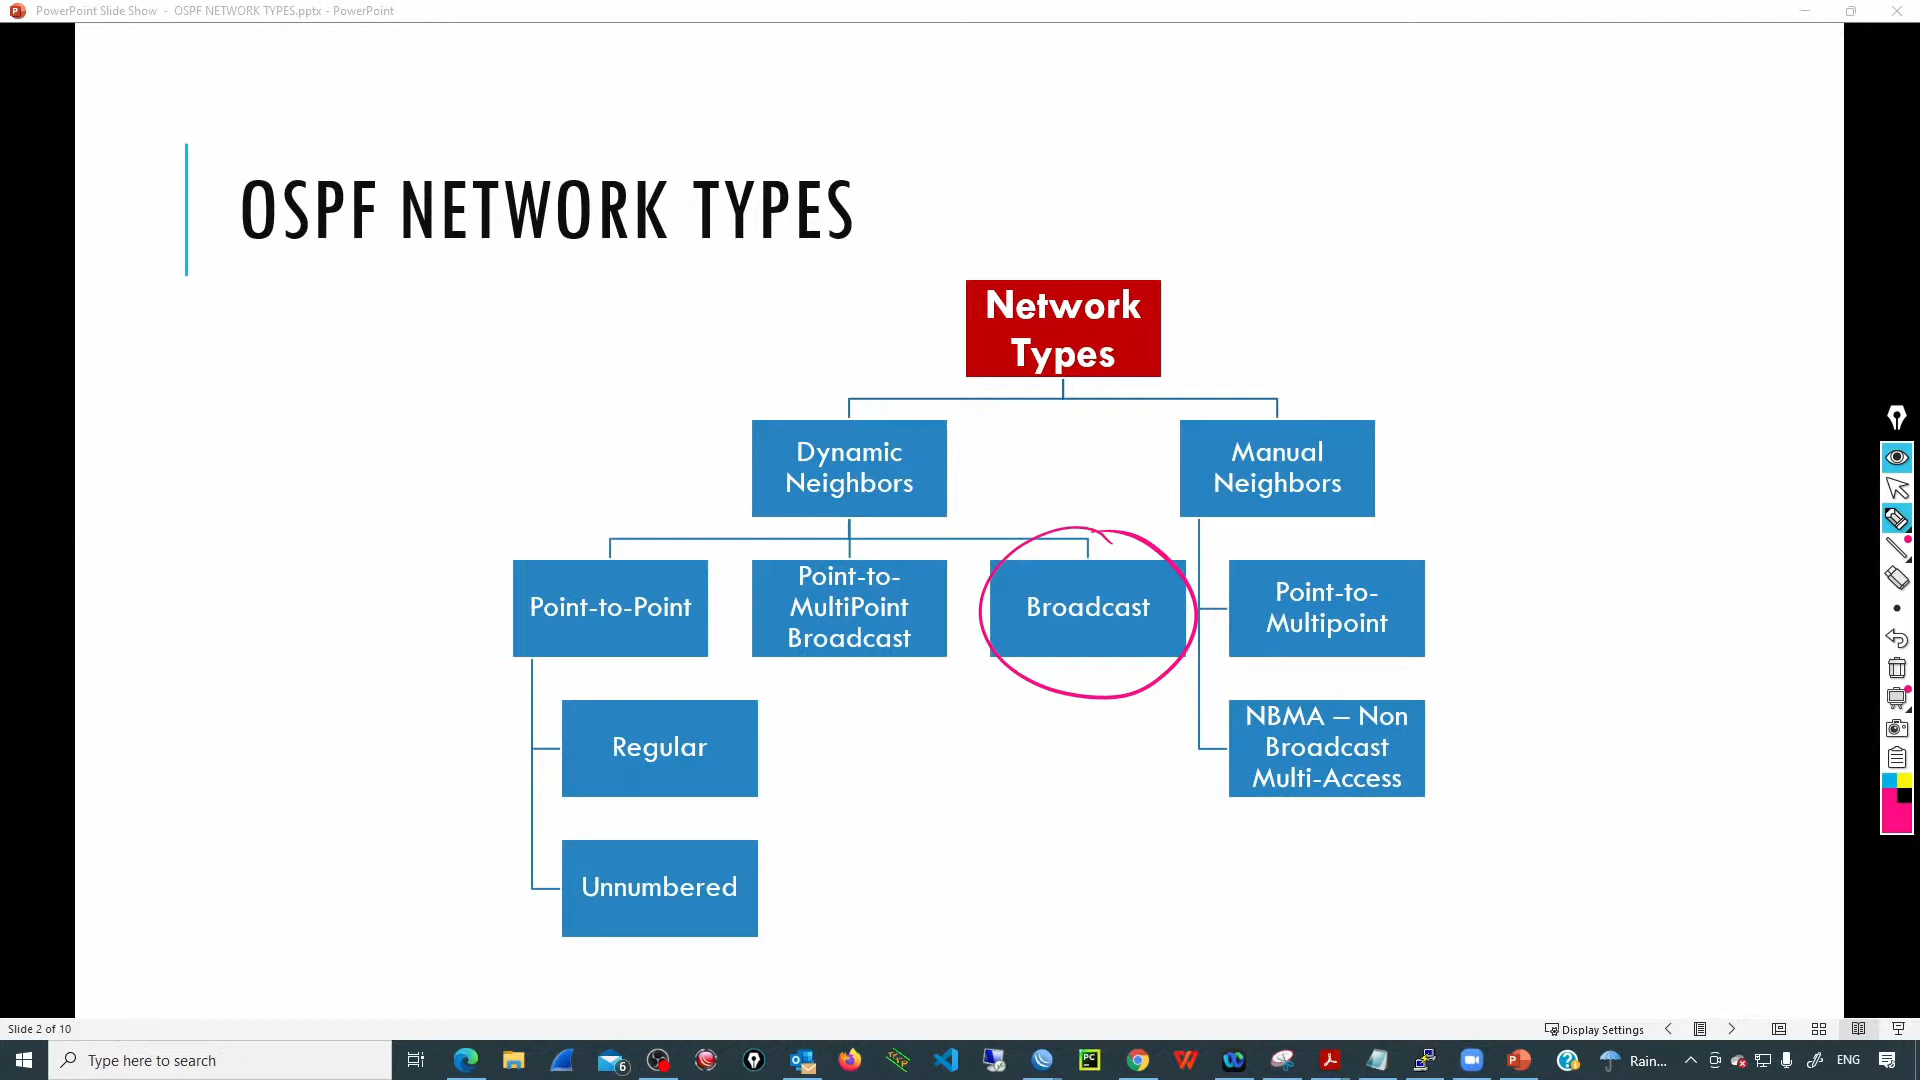 PowerPoint Slide Show - OSPF NETWORK TYPES.pptx - PowerPoint
OSPF NETWORK TYPES
Network
Types
Dynamic
Neighbors
Manual
Neighbors
Point-to-Point
Point-to-
MultiPoint
Broadcast
Broadcast
Point-to-
Multipoint
Regular
NBMA – Non
Broadcast
Multi-Access
Unnumbered
Slide 2 of 10
Display Settings
Type here to search
6
PC
Rain...
ENG